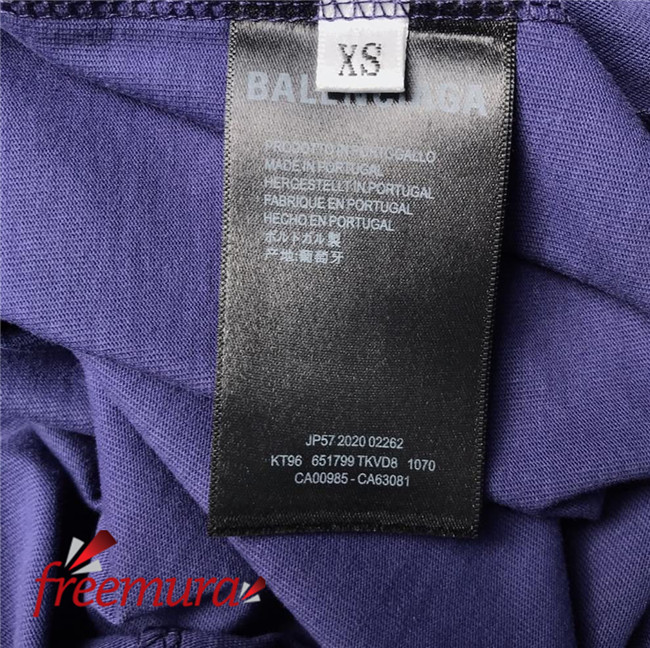 XS
BALENCIAGA
PRODOTTO IN PORTOGALLO
MADE IN PORTUGAL
HERGESTELLT IN PORTUGAL
FABRIQUE EN PORTUGAL
HECHO EN PORTUGAL
ポルトガル製
产地:葡萄牙
JP57 2020 02262
KT96 651799 TKVD8 1070
CA00985 - CA63081
freemura